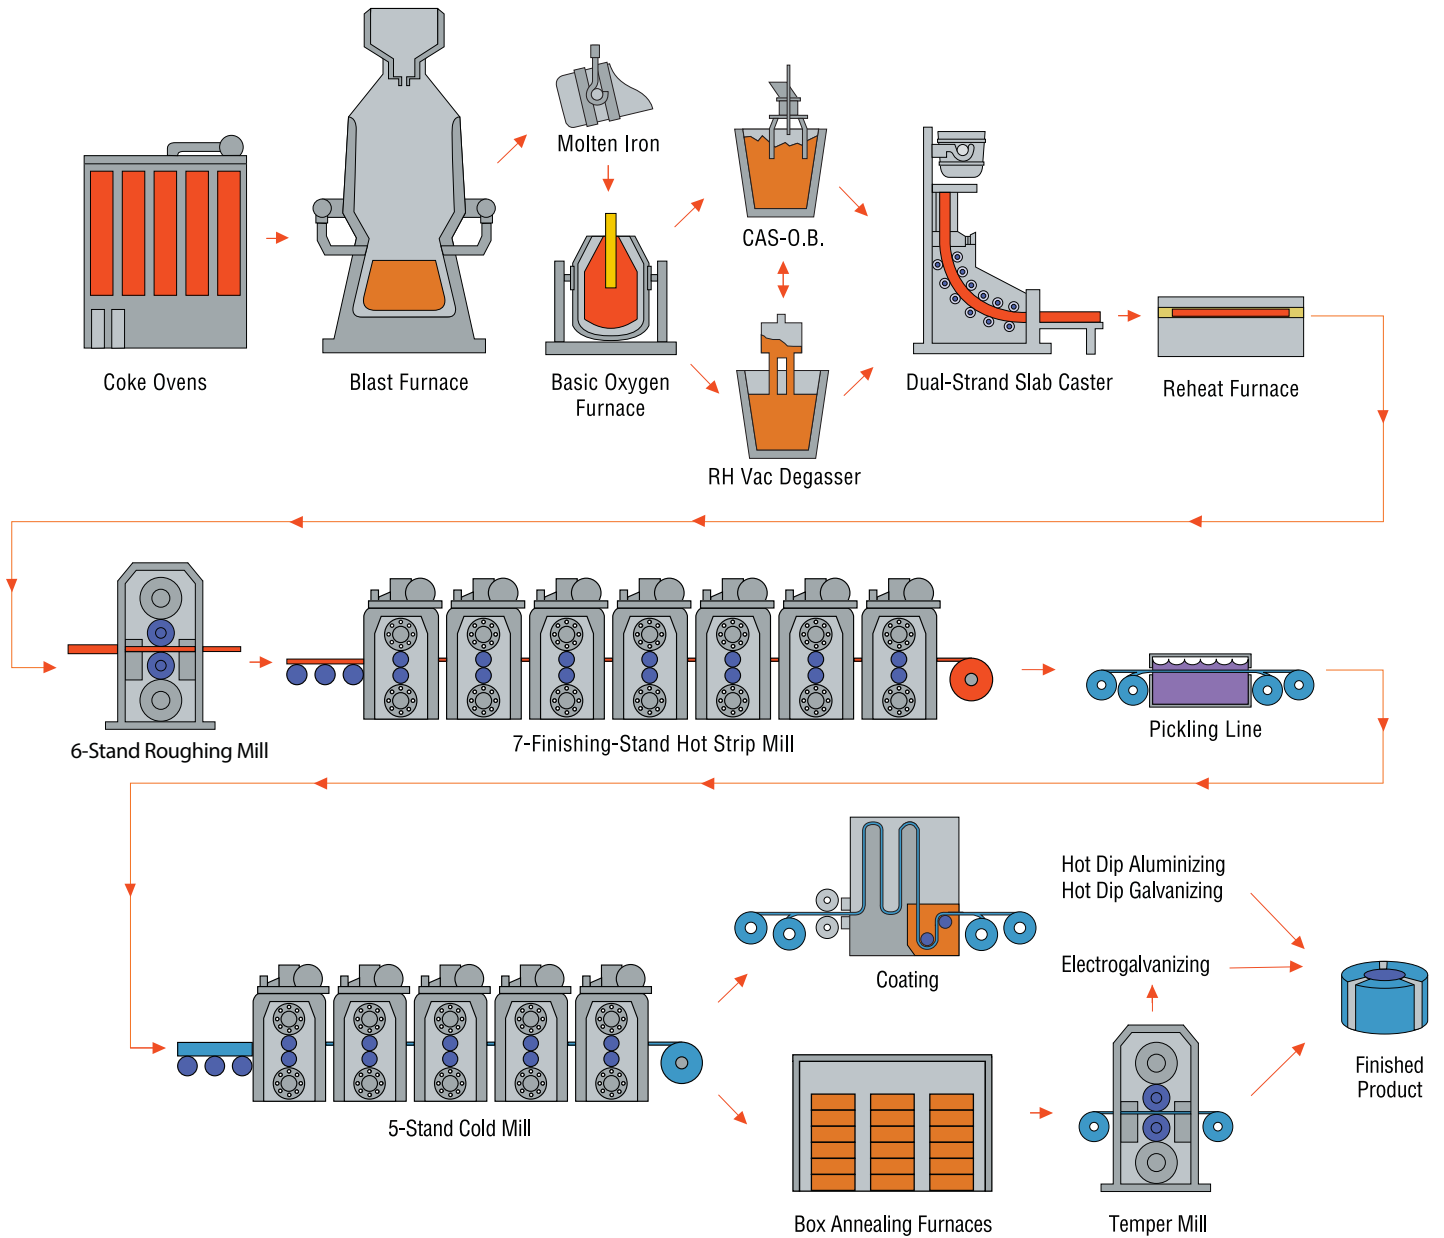 Molten Iron
CAS-O.B.
Coke Ovens
Blast Furnace
Basic Oxygen
Furnace
RH Vac Degasser
Dual-Strand Slab Caster
Reheat Furnace
6-Stand Roughing Mill
7-Finishing-Stand Hot Strip Mill
Pickling Line
Hot Dip Aluminizing
Hot Dip Galvanizing
Coating
Electrogalvanizing
Finished
Product
5-Stand Cold Mill
Box Annealing Furnaces
Temper Mill